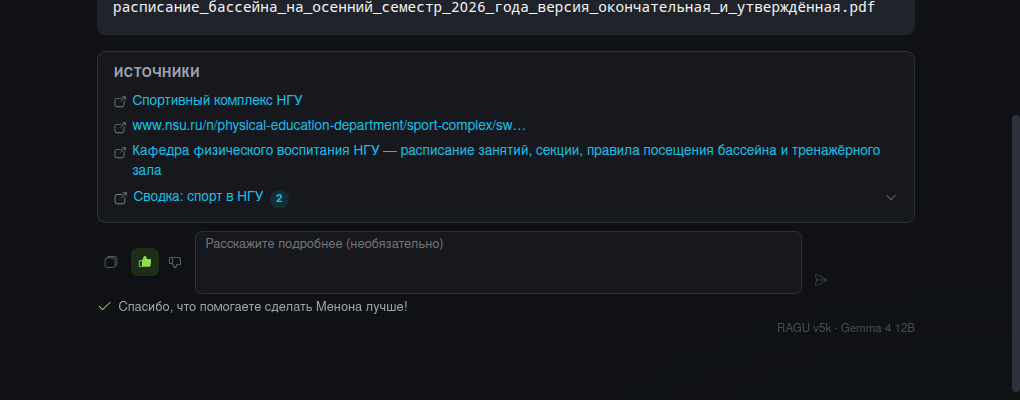 расписание_бассейна_на_осенний_семестр_2026_года_версия_окончательная_и_утверждённая.pdf
ИСТОЧНИКИ
Спортивный комплекс НГУ
www.nsu.ru/n/physical-education-department/sport-complex/sw…
Кафедра физического воспитания НГУ — расписание занятий, секции, правила посещения бассейна и тренажёрного
зала
Сводка: спорт в НГУ 2
Расскажите подробнее (необязательно)
Спасибо, что помогаете сделать Менона лучше!
RAGU v5k · Gemma 4 12B